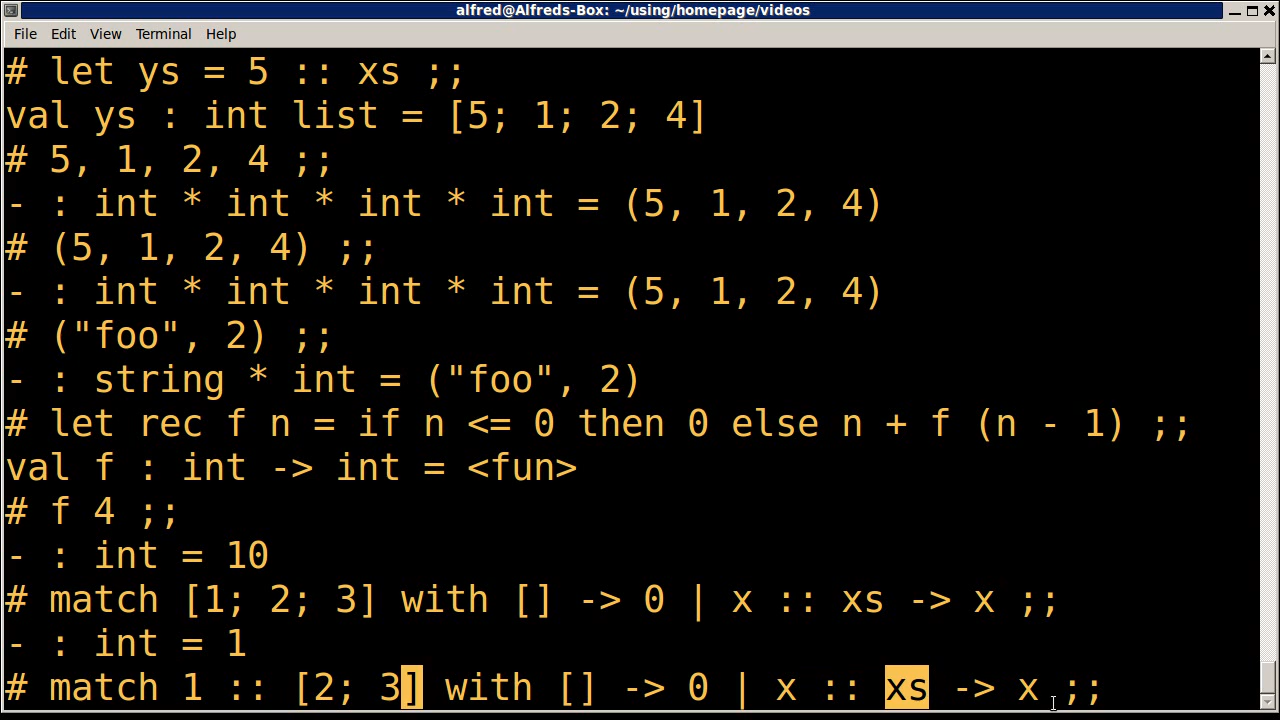 alfred@Alfreds-Box: ~/using/homepage/videos
File Edit View Terminal Help
# let ys = 5 :: xs ;;
val ys : int list = [5; 1; 2; 4]
# 5, 1, 2, 4 ;;
- : int * int * int * int = (5, 1, 2, 4)
# (5, 1, 2, 4) ;;
- : int * int * int * int = (5, 1, 2, 4)
# ("foo", 2) ;;
- : string * int = ("foo", 2)
# let rec f n = if n <= 0 then 0 else n + f (n - 1) ;;
val f : int -> int = <fun>
# f 4 ;;
- : int = 10
# match [1; 2; 3] with [] -> 0 | x :: xs -> x ;;
- : int = 1
# match 1 :: [2; 3] with [] -> 0 | x :: xs -> x ;;